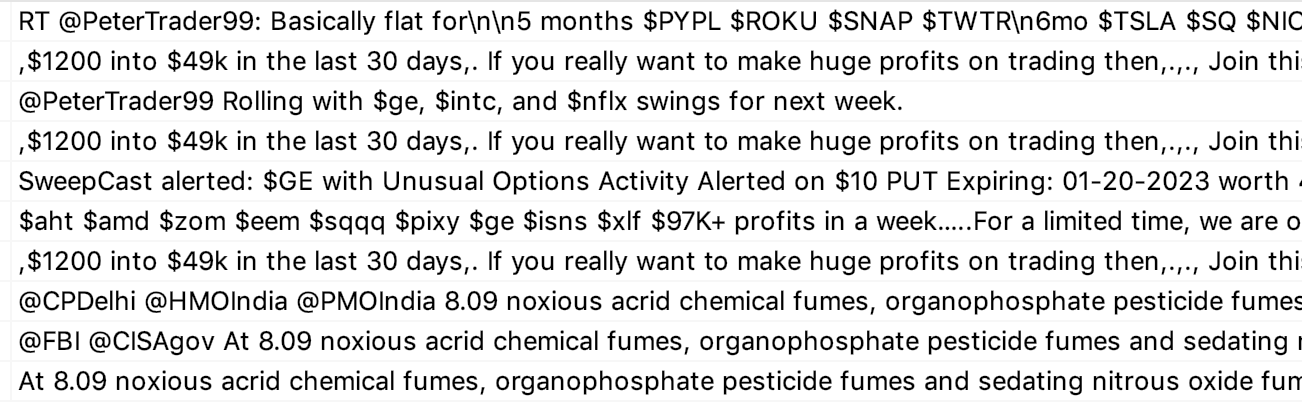 RT @PeterTrader99: Basically flat for\n\n5 months $PYPL $ROKU $SNAP $TWTR\n6mo $TSLA $SQ $NIO
,$1200 into $49k in the last 30 days,. If you really want to make huge profits on trading then,.,., Join thi
@PeterTrader99 Rolling with $ge, $intc, and $nflx swings for next week.
,$1200 into $49k in the last 30 days,. If you really want to make huge profits on trading then,.,., Join thi
SweepCast alerted: $GE with Unusual Options Activity Alerted on $10 PUT Expiring: 01-20-2023 worth
$aht $amd $zom $eem $sqqq $pixy $ge $isns $xlf $97K+ profits in a week.....For a limited time, we are o
,$1200 into $49k in the last 30 days,. If you really want to make huge profits on trading then,.,., Join thi
@CPDelhi @HMOIndia @PMOIndia 8.09 noxious acrid chemical fumes, organophosphate pesticide fumes
@FBI @CISAgov At 8.09 noxious acrid chemical fumes, organophosphate pesticide fumes and sedating
At 8.09 noxious acrid chemical fumes, organophosphate pesticide fumes and sedating nitrous oxide fum